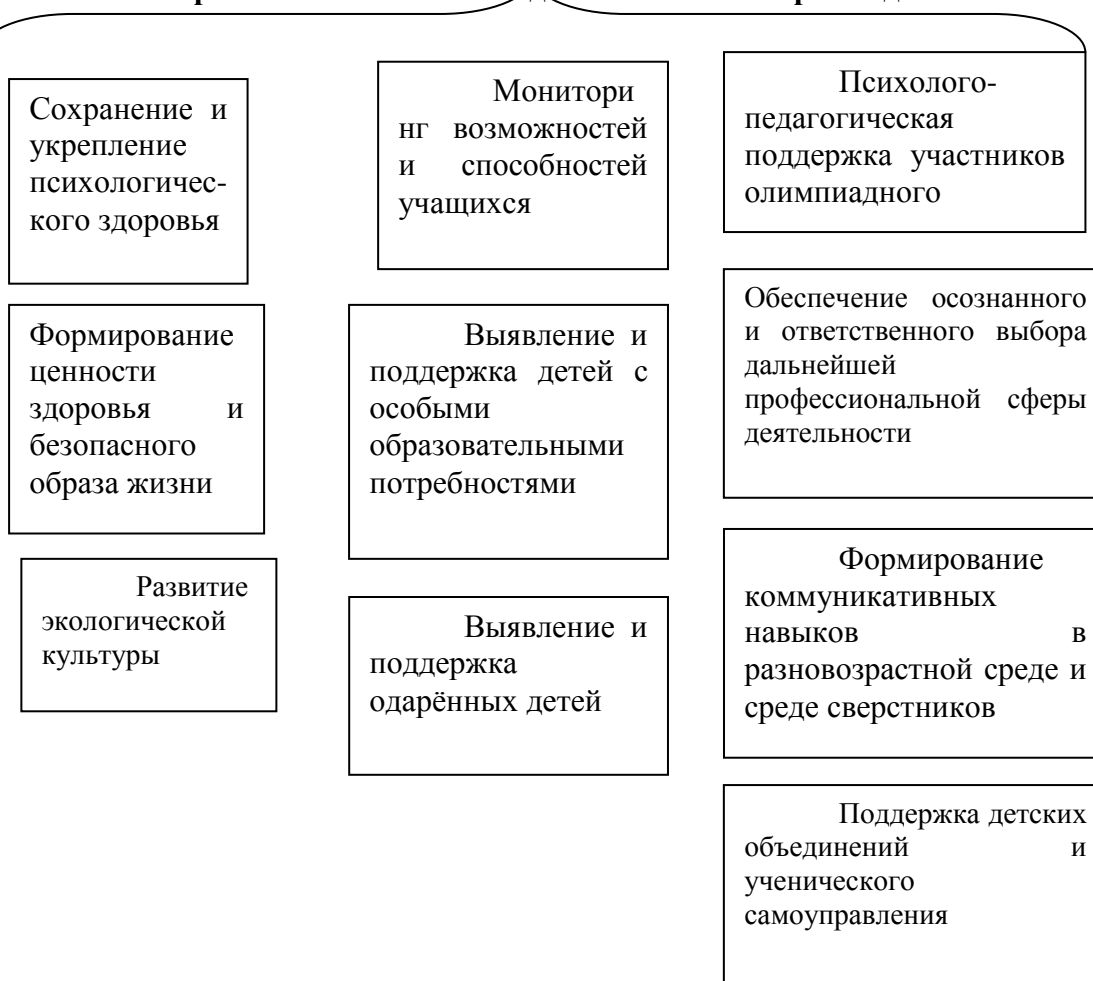 Сохранение и
укрепление
психологичес-
кого здоровья
Формирование
ценности
здоровья и
безопасного
образа жизни
Развитие
экологической
культуры
Монитори
нг возможностей
и способностей
учащихся
Выявление и
поддержка детей с
особыми
образовательными
потребностями
Выявление и
поддержка
одарённых детей
Психолого-
педагогическая
поддержка участников
олимпиадного
Обеспечение осознанного
и ответственного выбора
дальнейшей
профессиональной сферы
деятельности
Формирование
коммуникативных
навыков в
разновозрастной среде и
среде сверстников
Поддержка детских
объединений и
ученического
самоуправления